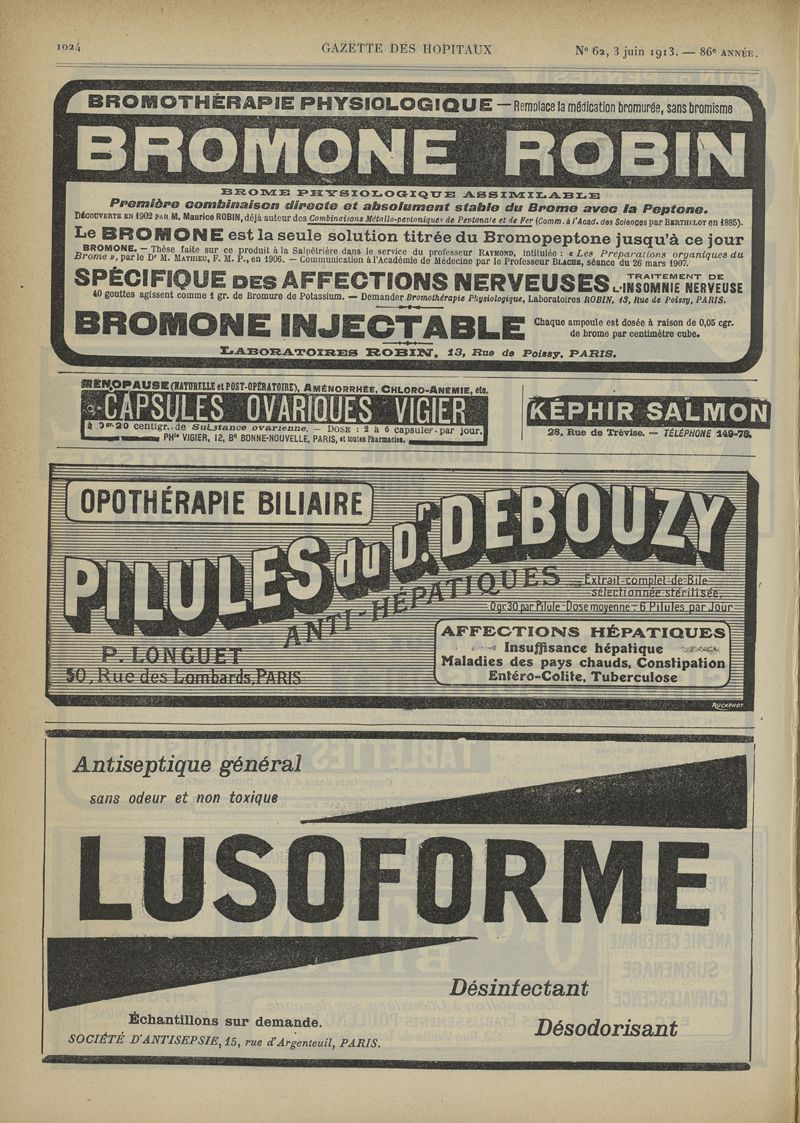 1024
GAZETTE DES HOPITAUX
N° 62, 3 juin 1913. — 86e ANNÉE.
BROMOTHÉRAPIE PHYSIOLOGIQUE — Remplace la médication bromurée, sans bromisme
BROMONE ROBIN
BROME PHYSIOLOGIQUE ASSIMILABLE
Première combinaison directe et absolument stable du Brome avec la Peptone.
DÉCOUVERTE EN 1902 PAR M. Maurice ROBIN, déjà auteur des Combinaisons Métallo-peptoniques de Peptonate et de Fer (Comm. à l'Acad. des Sciences par BERTHELOT en 1885).
Le BROMONE est la seule solution titrée du Bromopeptone jusqu'à ce jour
BROMONE. — Thèse faite sur ce produit à la Salpêtrière dans le service du professeur RAYMOND, intitulée : « Les Préparations organiques du
Brome », par le Dr M. MATHIEU, F. M. P., en 1906. — Communication à l'Académie de Médecine par le Professeur BLACHE, séance du 26 mars 1907.
SPÉCIFIQUE DES AFFECTIONS NERVEUSES
TRAITEMENT DE
L'INSOMNIE NERVEUSE
40 gouttes agissent comme 1 gr. de Bromure de Potassium. — Demander Bromothérapie Physiologique, Laboratoires ROBIN, 13, Rue de Poissy, PARIS.
BROMONE INJECTABLE
Chaque ampoule est dosée à raison de 0,05 cgr.
de brome par centimètre cube.
LABORATOIRES ROBIN, 13, Rue de Poissy, PARIS.
MÉNOPAUSE (NATURELLE et POST-OPÉRATOIRE), AMÉNORRHÉE, CHLORO-ANÉMIE, etc.
CAPSULES OVARIQUES VIGIER
à 0gr.20 centigr. de Substance ovarienne. — DOSE : 2 à 6 capsules par jour.
PHie VIGIER, 12, Bd BONNE-NOUVELLE, PARIS, et toutes Pharmacies.
KÉPHIR SALMON
28, Rue de Trévise. — TÉLÉPHONE 149-78.
OPOTHÉRAPIE BILIAIRE
PILULES du Dr. DEBOUZY
ANTI-HÉPATIQUES
Extrait complet de Bile
sélectionnée stérilisée.
0gr30 par Pilule - Dose moyenne : 6 Pilules par Jour
P. LONGUET
50, Rue des Lombards, PARIS
AFFECTIONS HÉPATIQUES
Insuffisance hépatique
Maladies des pays chauds, Constipation
Entéro-Colite, Tuberculose
RUCKPHOT
Antiseptique général
sans odeur et non toxique
LUSOFORME
Désinfectant
Désodorisant
Échantillons sur demande.
SOCIÉTÉ D'ANTISEPSIE, 15, rue d'Argenteuil, PARIS.